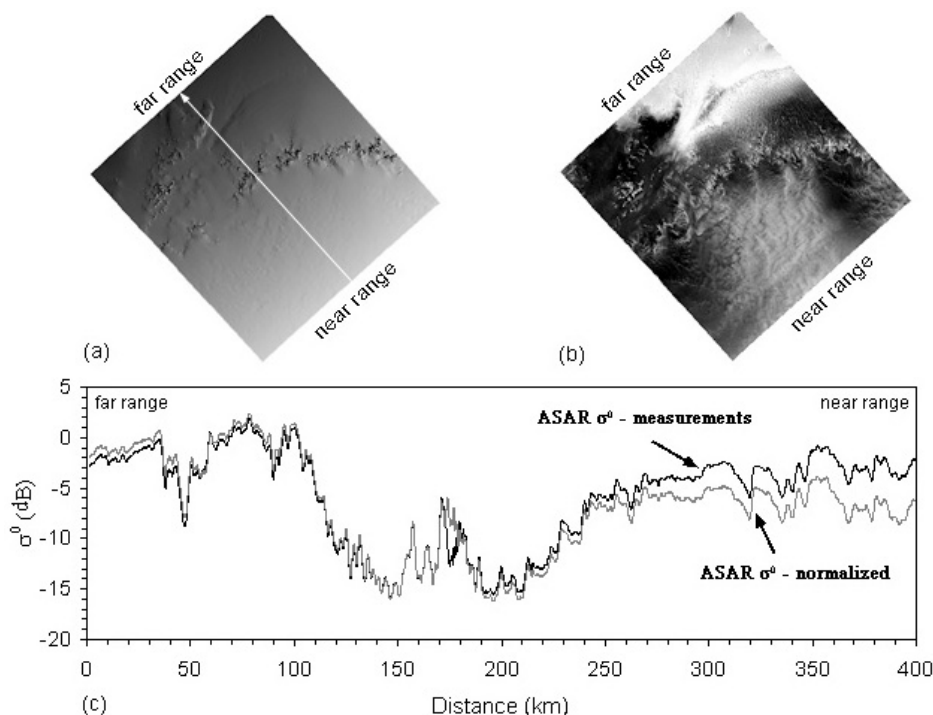 far range
near range
(a)
far range
near range
(b)
5
0
-5
-10
-15
-20
σ⁰ (dB)
far range
near range
ASAR σ⁰ - measurements
ASAR σ⁰ - normalized
0 50 100 150 200 250 300 350 400
(c)
Distance (km)